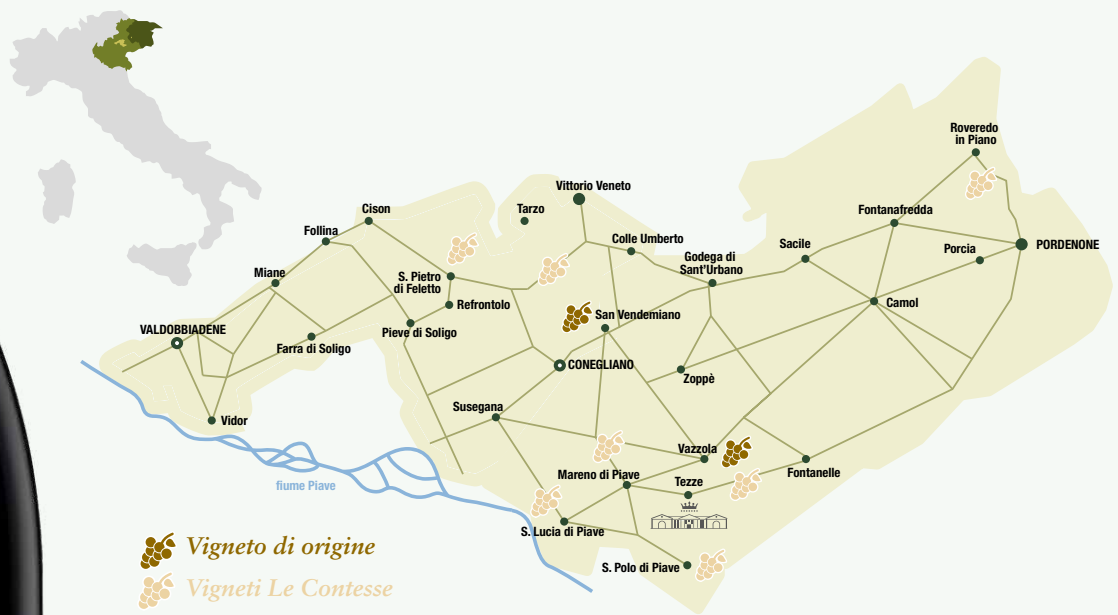 Roveredo
in Piano
Vittorio Veneto
Cison
Tarzo
Fontanafredda
Follina
Colle Umberto
Sacile
PORDENONE
Porcia
Godega di
Sant'Urbano
Miane
S. Pietro
di Feletto
Refrontolo
Camol
San Vendemiano
VALDOBBIADENE
Pieve di Soligo
Farra di Soligo
CONEGLIANO
Zoppè
Susegana
Vidor
Vazzola
Mareno di Piave
Fontanelle
Tezze
fiume Piave
S. Lucia di Piave
S. Polo di Piave
Vigneto di origine
Vigneti Le Contesse